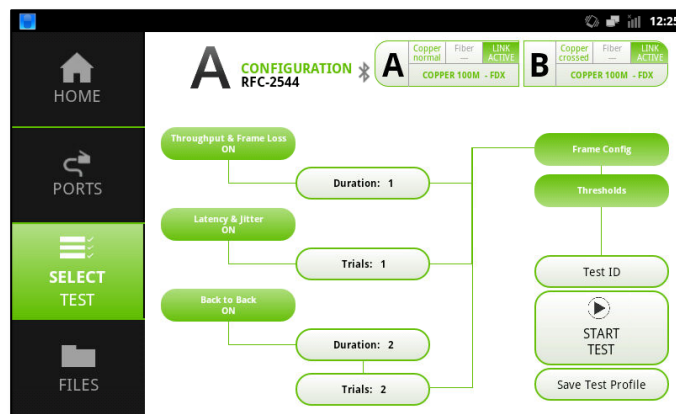 12:25
HOME
PORTS
SELECT
TEST
FILES
A
CONFIGURATION
RFC-2544
A
Copper
normal
Fiber
---
LINK
ACTIVE
COPPER 100M - FDX
B
Copper
crossed
Fiber
---
LINK
ACTIVE
COPPER 100M - FDX
Throughput & Frame Loss
ON
Duration: 1
Latency & Jitter
ON
Trials: 1
Back to Back
ON
Duration: 2
Trials: 2
Frame Config
Thresholds
Test ID
START
TEST
Save Test Profile